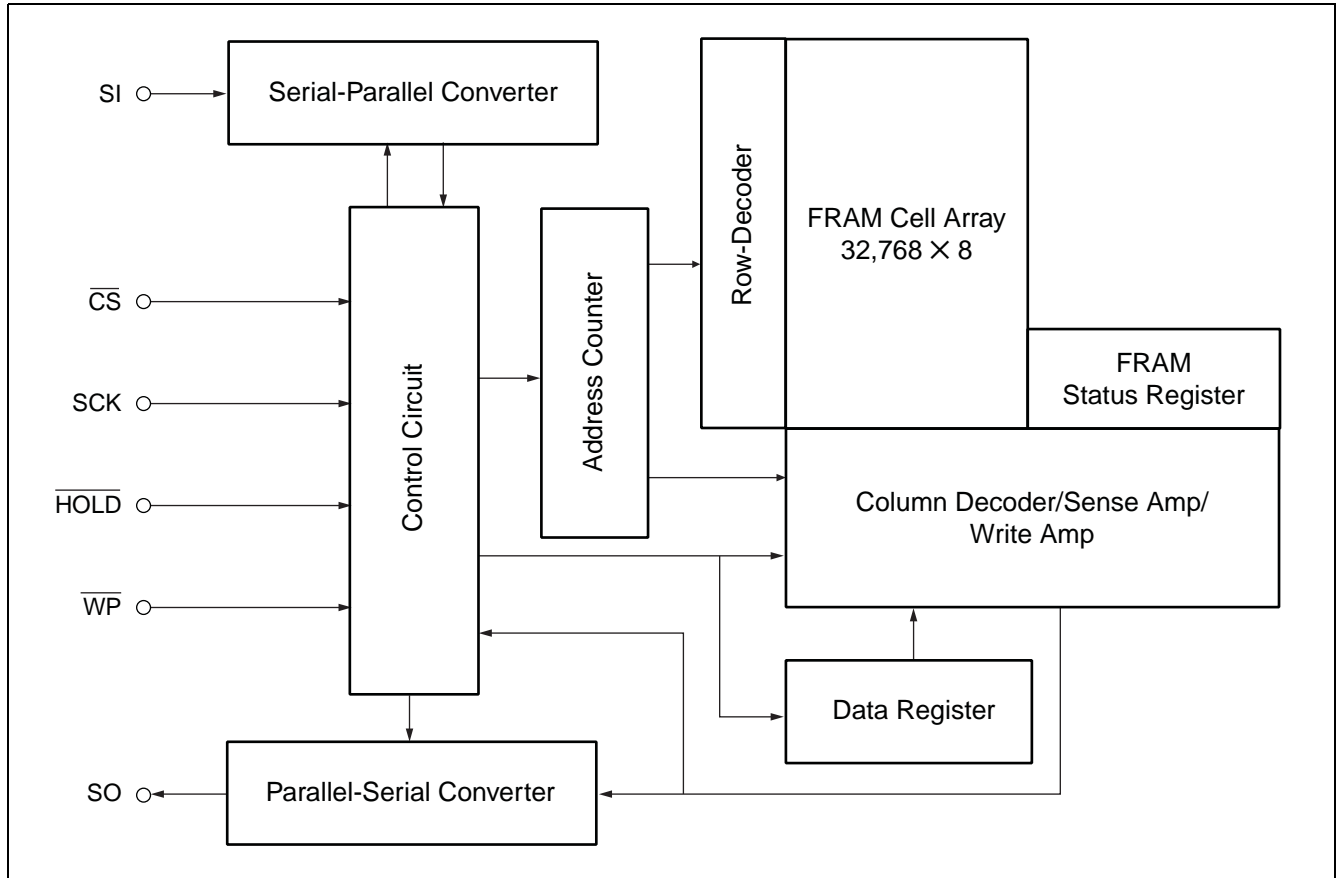 SI
Serial-Parallel Converter
CS
SCK
HOLD
WP
Control Circuit
Address Counter
Row-Decoder
FRAM Cell Array
32,768 × 8
FRAM
Status Register
Column Decoder/Sense Amp/
Write Amp
Data Register
SO
Parallel-Serial Converter